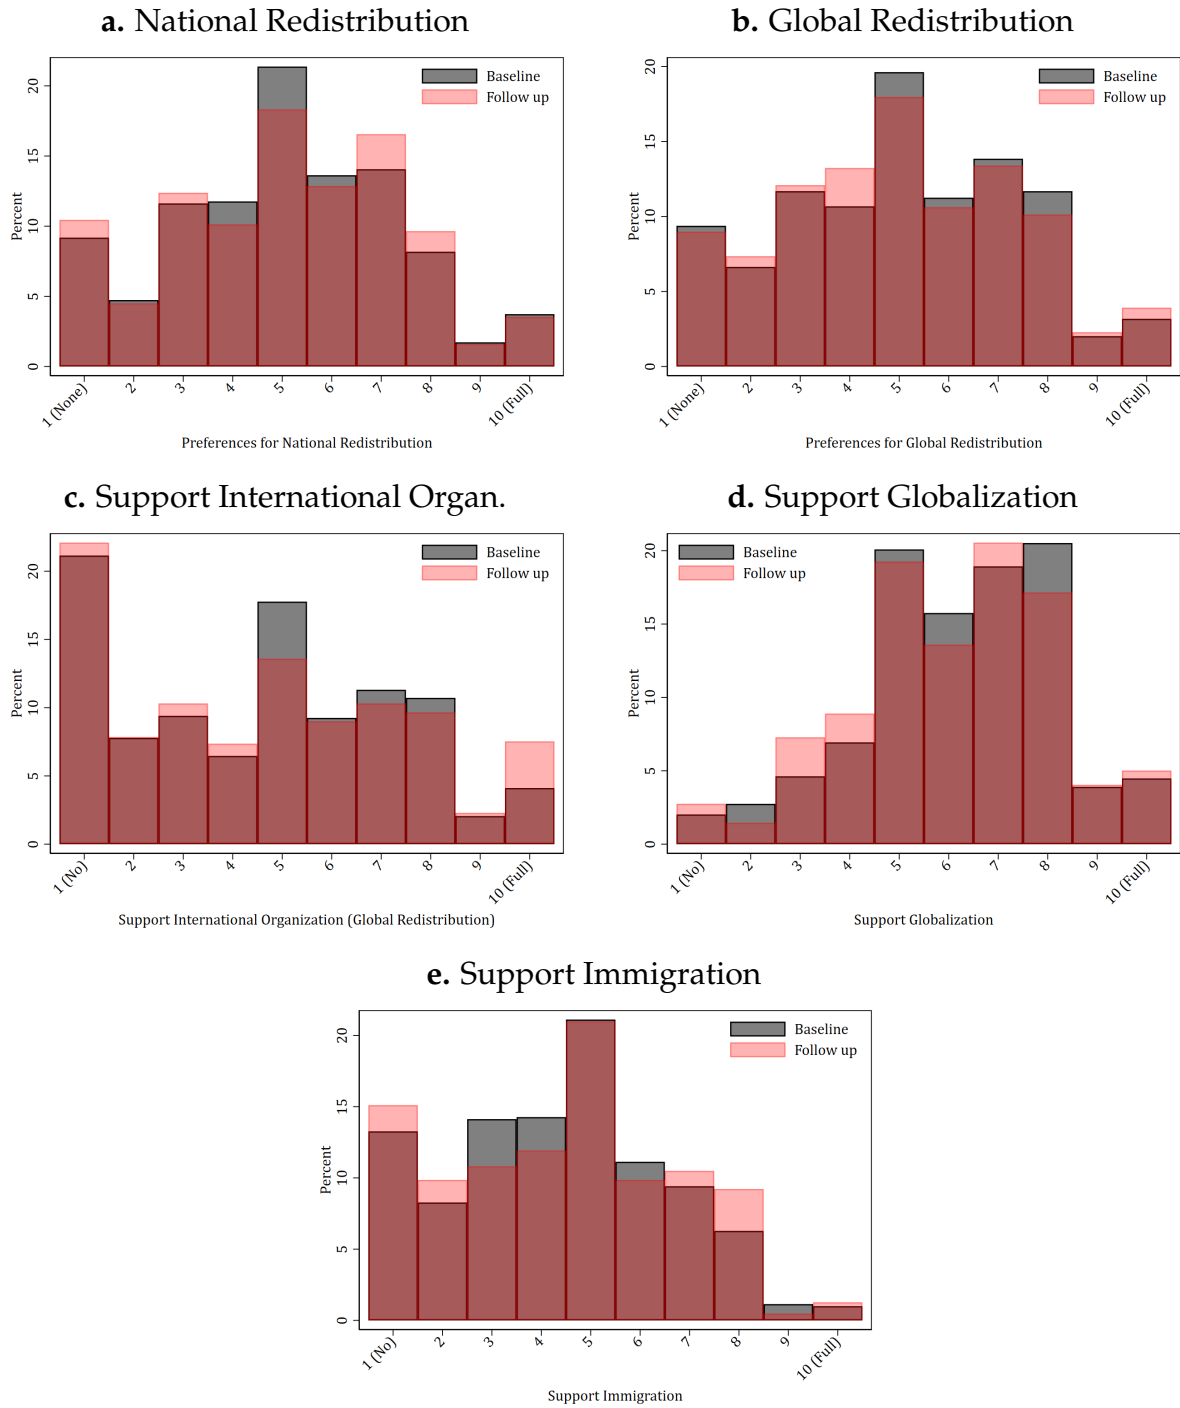 a. National Redistribution
Baseline
Follow up
Percent
0
5
10
15
20
1 (None)
2
3
4
5
6
7
8
9
10 (Full)
Preferences for National Redistribution
b. Global Redistribution
Baseline
Follow up
Percent
0
5
10
15
20
1 (None)
2
3
4
5
6
7
8
9
10 (Full)
Preferences for Global Redistribution
c. Support International Organ.
Baseline
Follow up
Percent
0
5
10
15
20
1 (No)
2
3
4
5
6
7
8
9
10 (Full)
Support International Organization (Global Redistribution)
d. Support Globalization
Baseline
Follow up
Percent
0
5
10
15
20
1 (No)
2
3
4
5
6
7
8
9
10 (Full)
Support Globalization
e. Support Immigration
Baseline
Follow up
Percent
0
5
10
15
20
1 (No)
2
3
4
5
6
7
8
9
10 (Full)
Support Immigration